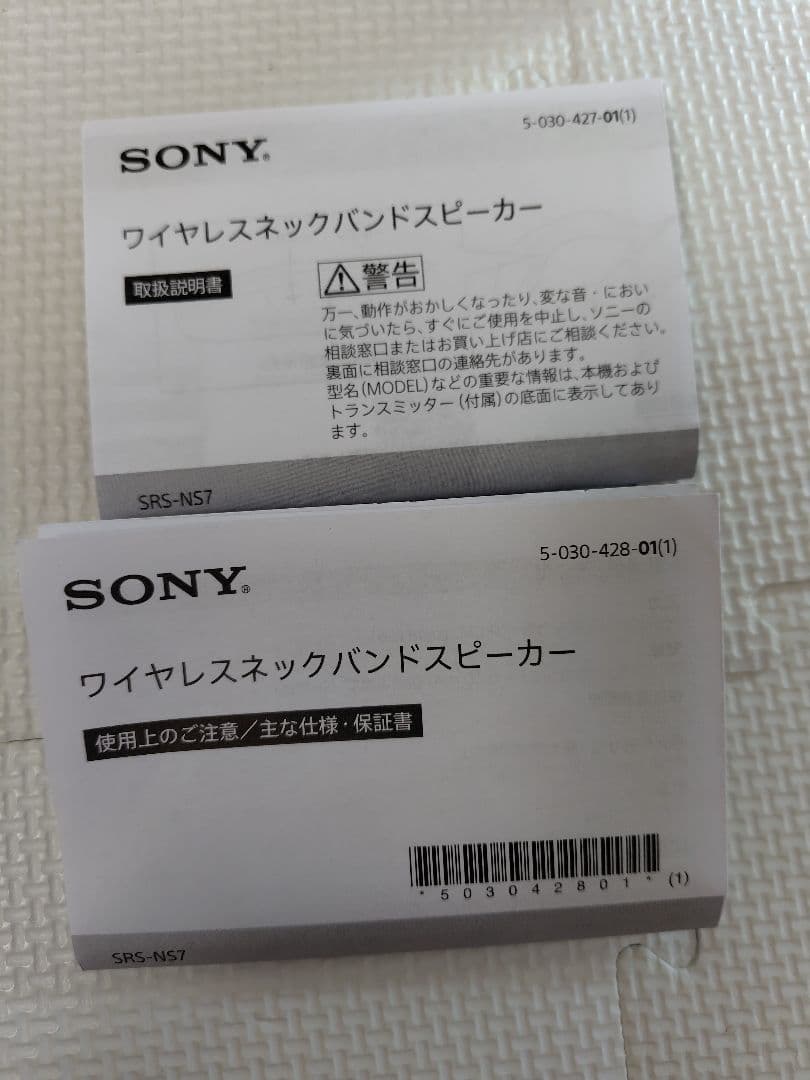 5-030-427-01(1)
SONY®
ワイヤレスネックバンドスピーカー
取扱説明書
警告
万一、動作がおかしくなったり、変な音・におい
に気づいたら、すぐにご使用を中止し、ソニーの
相談窓口またはお買い上げ店にご相談ください。
裏面に相談窓口の連絡先があります。
型名(MODEL)などの重要な情報は、本機および
トランスミッター(付属)の底面に表示してあり
ます。
SRS-NS7
5-030-428-01(1)
SONY®
ワイヤレスネックバンドスピーカー
使用上のご注意/主な仕様・保証書
*503042801* (1)
SRS-NS7